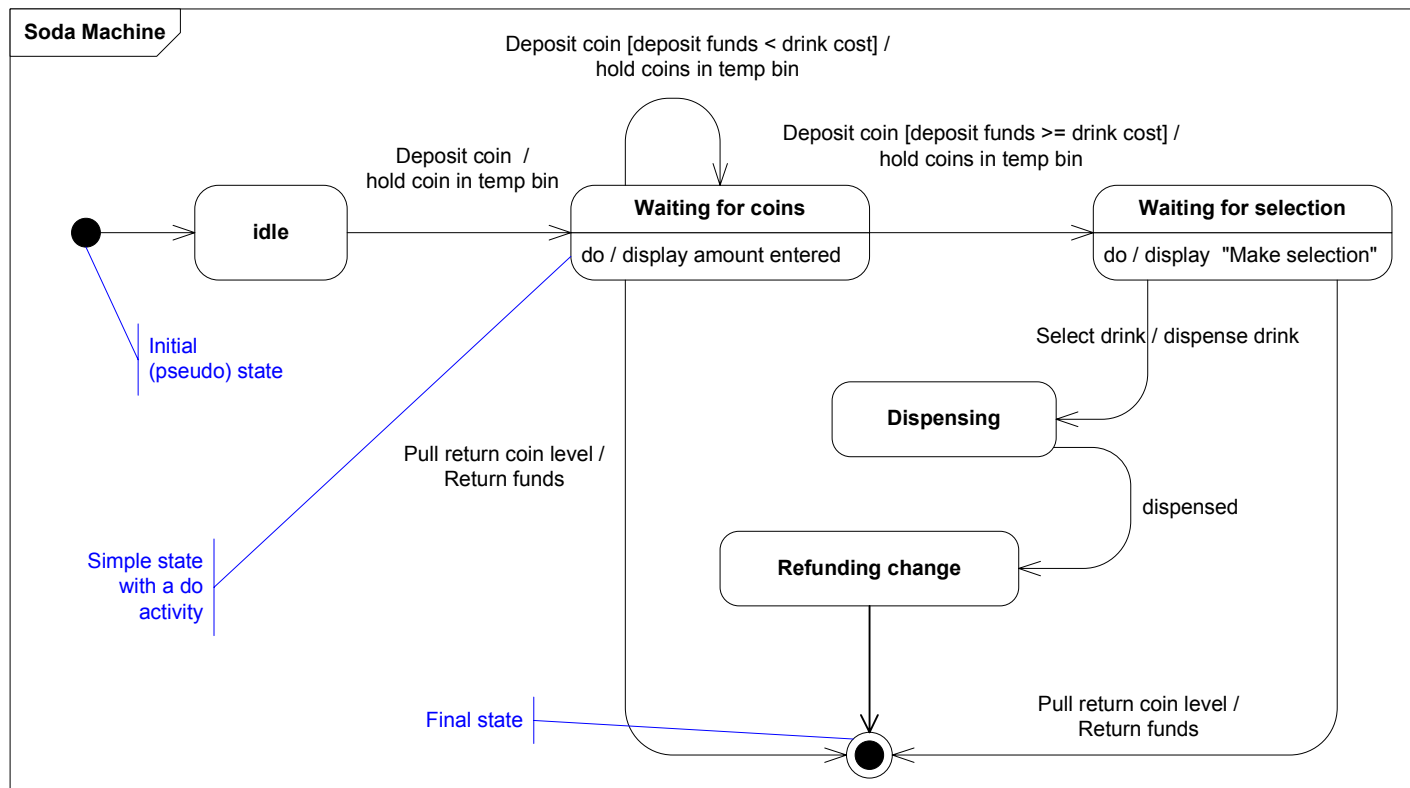 Soda Machine
Deposit coin [deposit funds < drink cost] /
hold coins in temp bin
Deposit coin [deposit funds >= drink cost] /
hold coins in temp bin
Deposit coin  /
hold coin in temp bin
idle
Waiting for coins
do / display amount entered
Waiting for selection
do / display  "Make selection"
Initial
(pseudo) state
Select drink / dispense drink
Dispensing
Pull return coin level /
Return funds
dispensed
Simple state
with a do
activity
Refunding change
Final state
Pull return coin level /
Return funds